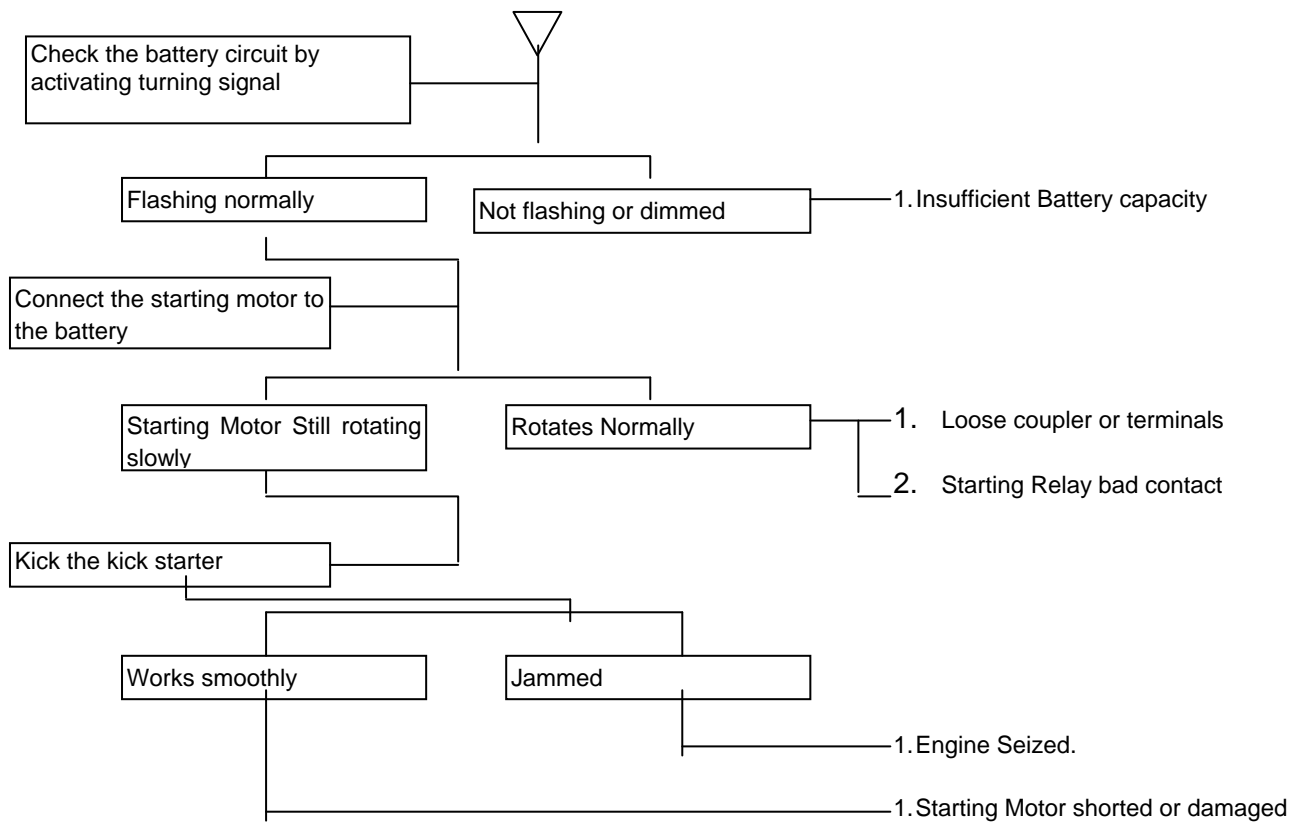 Check the battery circuit by
activating turning signal
Flashing normally
Not flashing or dimmed
1. Insufficient Battery capacity
Connect the starting motor to
the battery
Starting Motor Still rotating
slowly
Rotates Normally
1. Loose coupler or terminals
2. Starting Relay bad contact
Kick the kick starter
Works smoothly
Jammed
1. Engine Seized.
1. Starting Motor shorted or damaged